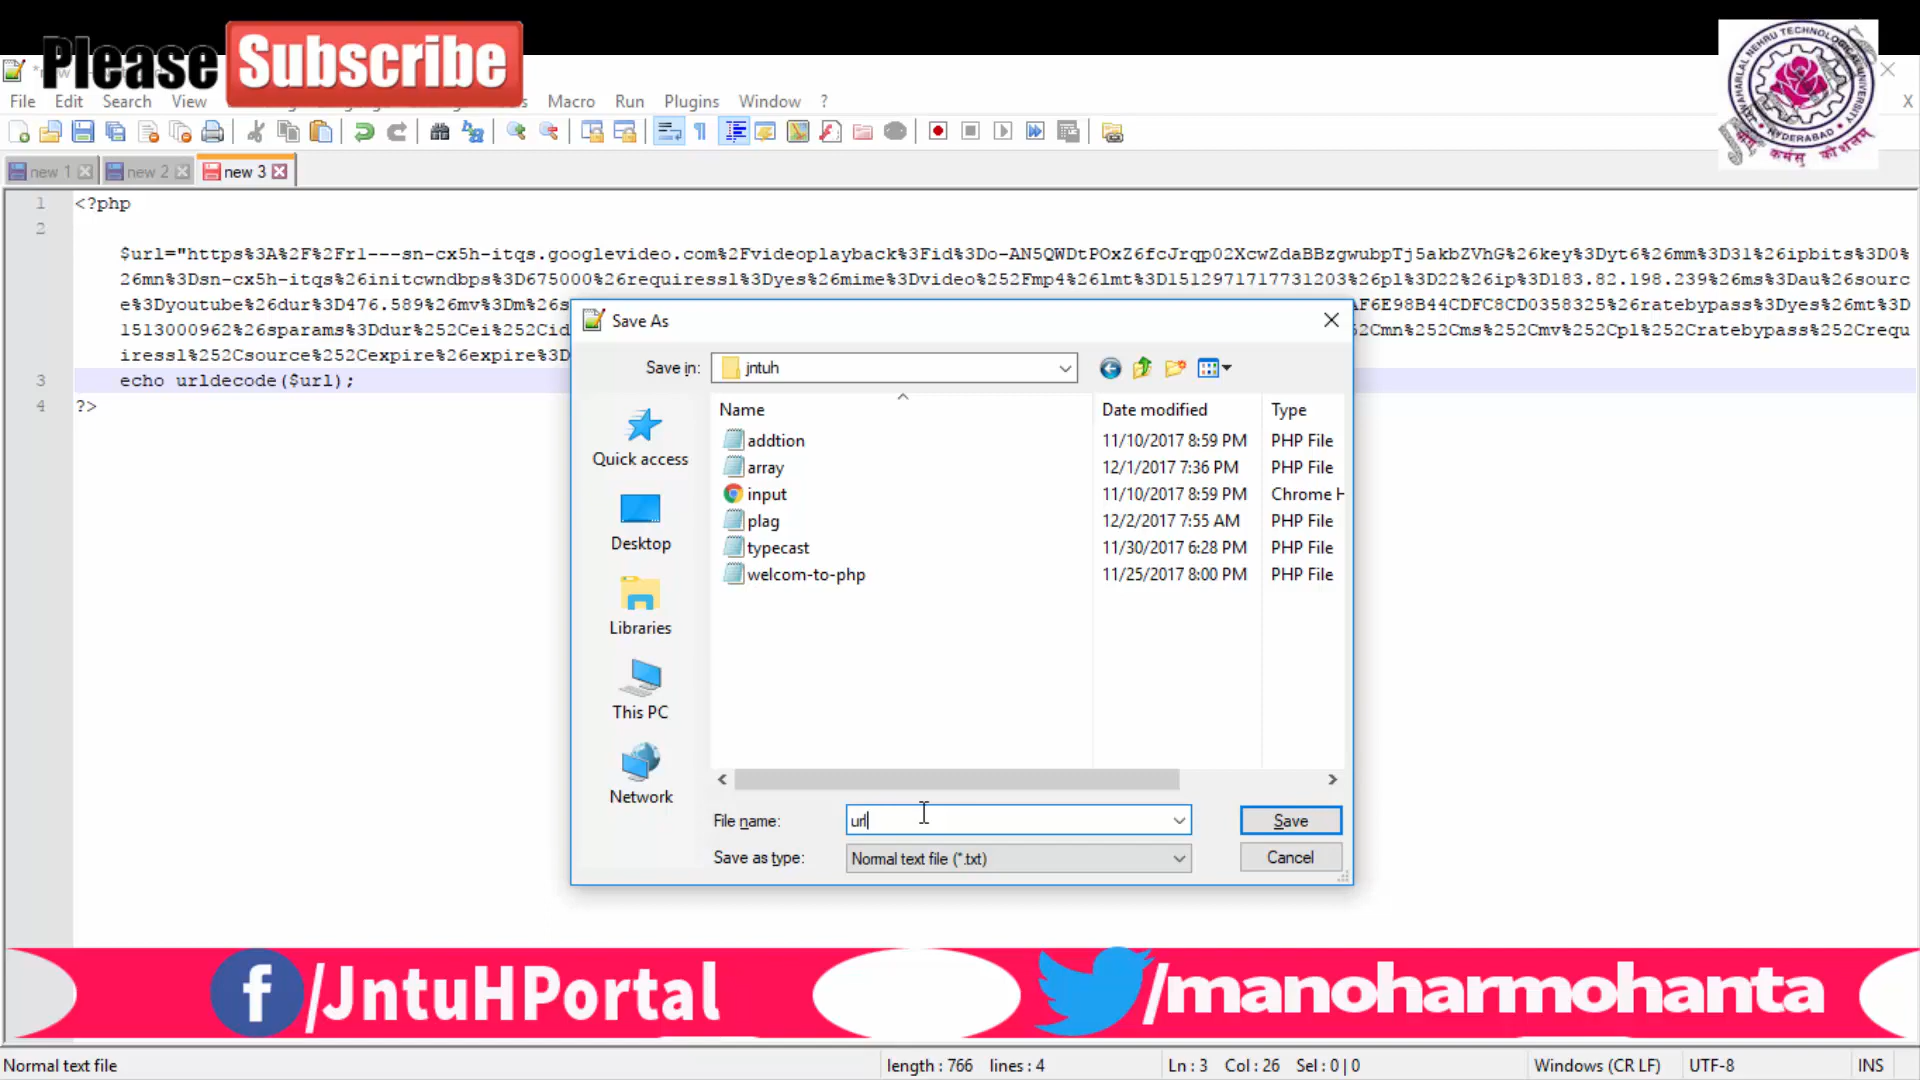 Please Subscribe
JAWAHARLAL NEHRU TECHNOLOGICAL UNIVERSITY
HYDERABAD
योगः कर्मसु कौशलम्
File Edit Search View Macro Run Plugins Window ? X
new 1 new 2 new 3
1 <?php
2
$url="https%3A%2F%2Fr1---sn-cx5h-itqs.googlevideo.com%2Fvideoplayback%3Fid%3Do-AN5QWDtPOxZ6fcJrqp02XcwZdaBBzgwubpTj5akbZVhG%26key%3Dyt6%26mm%3D31%26ipbits%3D0%
26mn%3Dsn-cx5h-itqs%26initcwndbps%3D675000%26requiressl%3Dyes%26mime%3Dvideo%252Fmp4%26lmt%3D1512971717731203%26pl%3D22%26ip%3D183.82.198.239%26ms%3Dau%26sourc
e%3Dyoutube%26dur%3D476.589%26mv%3Dm%26s AF6E98B44CDFC8CD0358325%26ratebypass%3Dyes%26mt%3D
1513000962%26sparams%3Ddur%252Cei%252Cid %252Cmn%252Cms%252Cmv%252Cpl%252Cratebypass%252Crequ
iressl%252Csource%252Cexpire%26expire%3D
3 echo urldecode($url);
4 ?>
Save As
Save in: jntuh
Name Date modified Type
addtion 11/10/2017 8:59 PM PHP File
array 12/1/2017 7:36 PM PHP File
input 11/10/2017 8:59 PM Chrome H
plag 12/2/2017 7:55 AM PHP File
typecast 11/30/2017 6:28 PM PHP File
welcom-to-php 11/25/2017 8:00 PM PHP File
Quick access
Desktop
Libraries
This PC
Network
File name: url Save
Save as type: Normal text file (*.txt) Cancel
/JntuHPortal /manoharmohanta
Normal text file length : 766 lines : 4 Ln : 3 Col : 26 Sel : 0 | 0 Windows (CR LF) UTF-8 INS